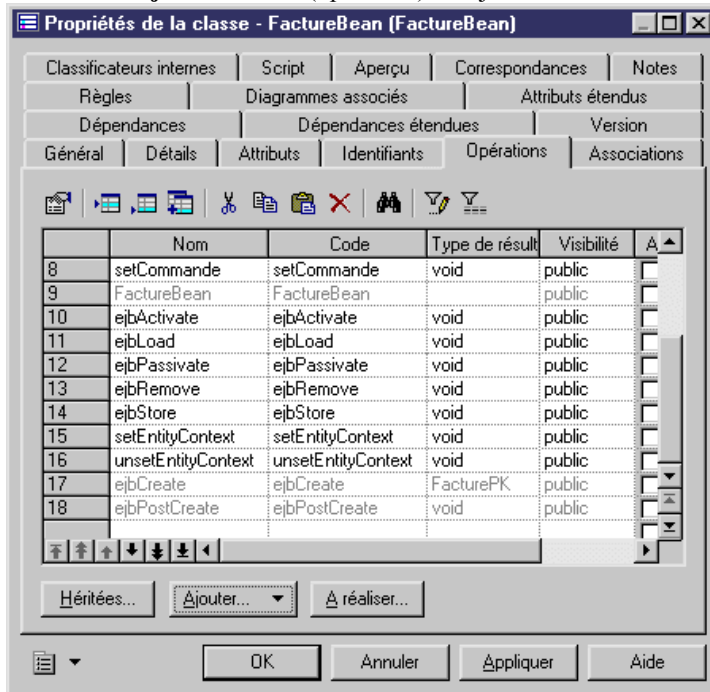 Propriétés de la classe - FactureBean (FactureBean)
Classificateurs internes Script Aperçu Correspondances Notes
Règles Diagrammes associés Attributs étendus
Dépendances Dépendances étendues Version
Général Détails Attributs Identifiants Opérations Associations
Nom Code Type de résult Visibilité A
8 setCommande setCommande void public
9 FactureBean FactureBean public
10 ejbActivate ejbActivate void public
11 ejbLoad ejbLoad void public
12 ejbPassivate ejbPassivate void public
13 ejbRemove ejbRemove void public
14 ejbStore ejbStore void public
15 setEntityContext setEntityContext void public
16 unsetEntityContext unsetEntityContext void public
17 ejbCreate ejbCreate FacturePK public
18 ejbPostCreate ejbPostCreate void public
Héritées... Ajouter... A réaliser...
OK Annuler Appliquer Aide